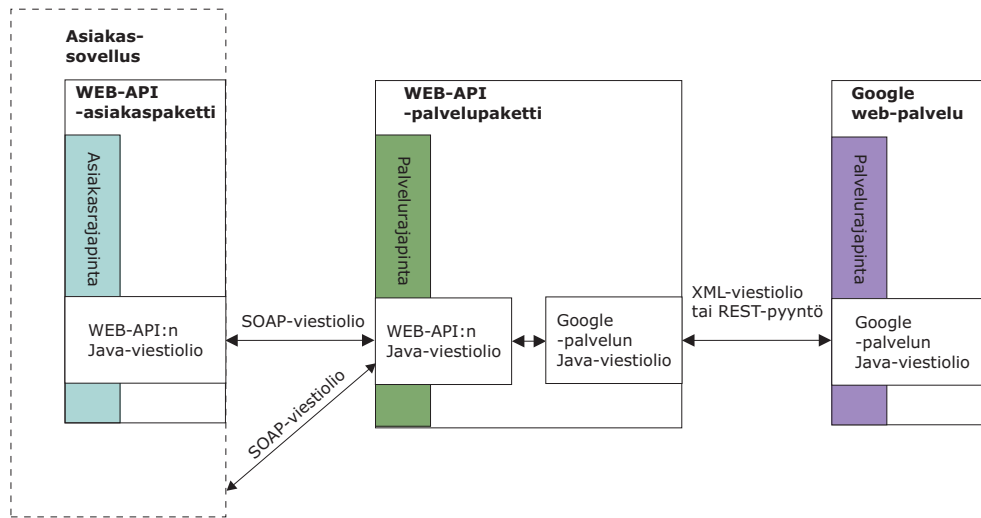 Asiakas-
sovellus
WEB-API
-asiakaspaketti
Asiakasrajapinta
WEB-API:n
Java-viestiolio
SOAP-viestiolio
SOAP-viestiolio
WEB-API
-palvelupaketti
Palvelurajapinta
WEB-API:n
Java-viestiolio
Google
-palvelun
Java-viestiolio
XML-viestiolio
tai REST-pyyntö
Google
web-palvelu
Palvelurajapinta
Google
-palvelun
Java-viestiolio